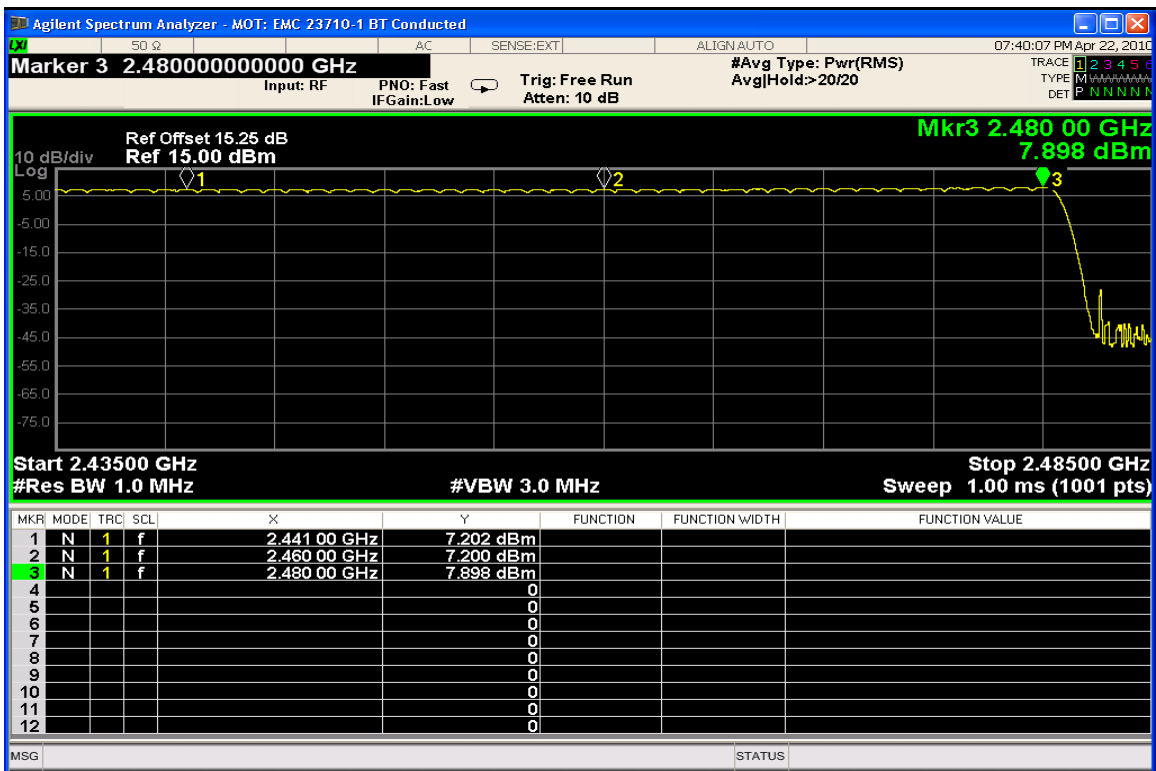 Agilent Spectrum Analyzer - MOT: EMC 23710-1 BT Conducted
LXI 50 Ω AC SENSE:EXT ALIGN AUTO 07:40:07 PM Apr 22, 2010
Marker 3 2.480000000000 GHz
Input: RF
PNO: Fast
IFGain:Low
Trig: Free Run
Atten: 10 dB
#Avg Type: Pwr(RMS)
Avg|Hold:>20/20
TRACE 1 2 3 4 5 6
TYPE M
DET P N N N N N
Ref Offset 15.25 dB
10 dB/div Ref 15.00 dBm
Log
Mkr3 2.480 00 GHz
7.898 dBm
1 2 3
5.00
-5.00
-15.0
-25.0
-35.0
-45.0
-55.0
-65.0
-75.0
Start 2.43500 GHz Stop 2.48500 GHz
#Res BW 1.0 MHz #VBW 3.0 MHz Sweep 1.00 ms (1001 pts)
MKR MODE TRC SCL X Y FUNCTION FUNCTION WIDTH FUNCTION VALUE
1 N 1 f 2.441 00 GHz 7.202 dBm
2 N 1 f 2.460 00 GHz 7.200 dBm
3 N 1 f 2.480 00 GHz 7.898 dBm
4 0
5 0
6 0
7 0
8 0
9 0
10 0
11 0
12 0
MSG STATUS